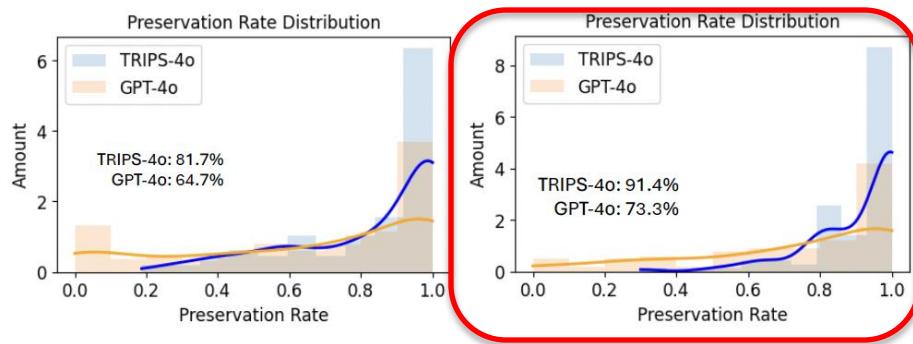 Preservation Rate Distribution
6
4
2
0
Amount
TRIPS-4o
GPT-4o
TRIPS-4o: 81.7%
GPT-4o: 64.7%
0.0 0.2 0.4 0.6 0.8 1.0
Preservation Rate
Preservation Rate Distribution
8
6
4
2
0
Amount
TRIPS-4o
GPT-4o
TRIPS-4o: 91.4%
GPT-4o: 73.3%
0.0 0.2 0.4 0.6 0.8 1.0
Preservation Rate